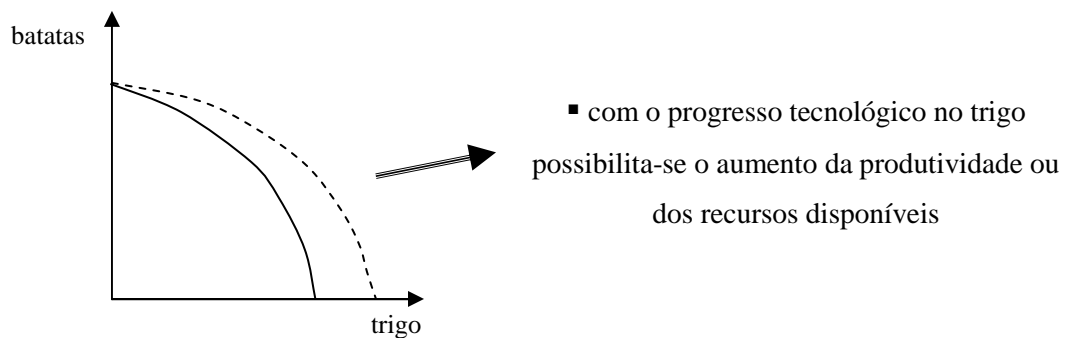 batatas
▪ com o progresso tecnológico no trigo
possibilita-se o aumento da produtividade ou
dos recursos disponíveis
trigo